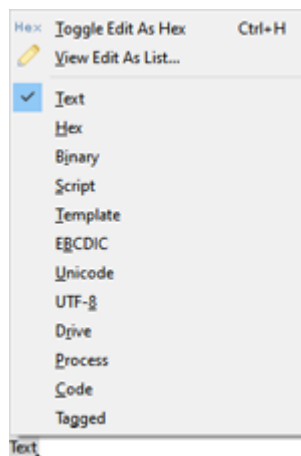 Hex Toggle Edit As Hex Ctrl+H
View Edit As List...
Text
Hex
Binary
Script
Template
EBCDIC
Unicode
UTF-8
Drive
Process
Code
Tagged
Text